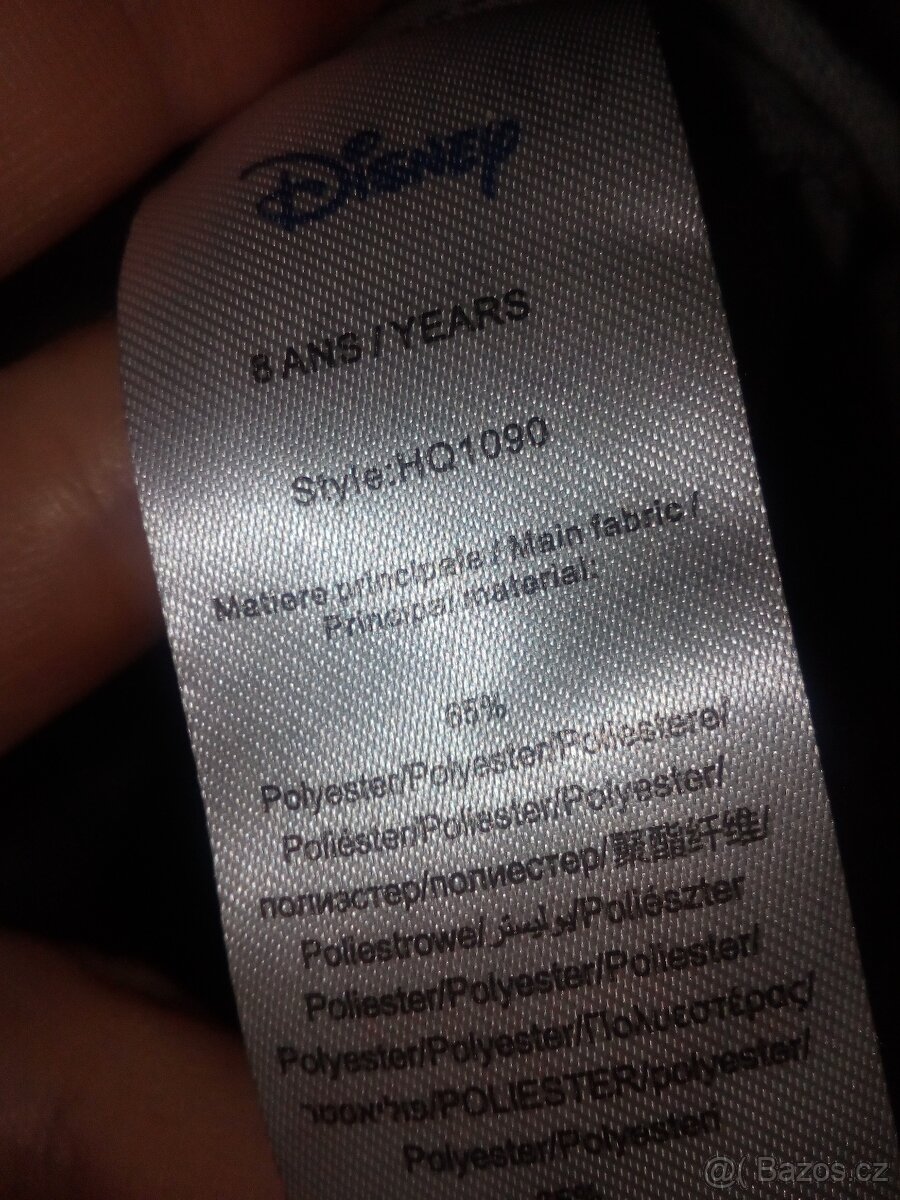 Disney
8 ANS / YEARS
Style:HQ1090
Matiere principale / Main fabric /
Principal material:
65%
Polyester/Polyester/Poliestere/
Poliéster/Poliester/Polyester/
полиэстер/полиестер/聚酯纤维/
Poliestrowe/بوليستر/Poliészter
Poliester/Polyester/Poliester/
Polyester/Polyester/Πολυεστέρας/
פוליאסטר/POLIESTER/polyester/
Polyester/Polyesteri
@( Bazos.cz